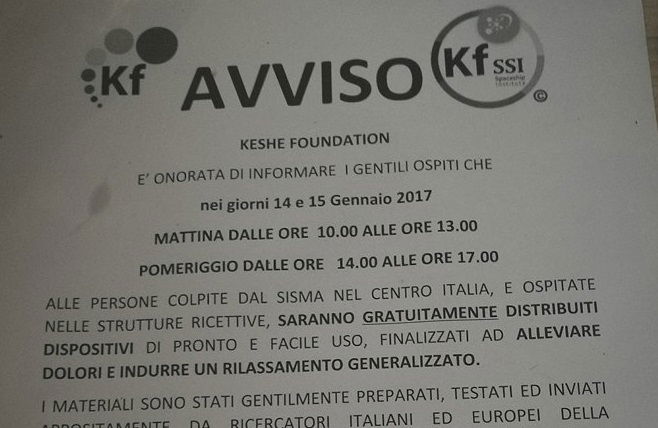 Kf
AVVISO
Kf SSI
Spaceship
Institute
©
KESHE FOUNDATION
E' ONORATA DI INFORMARE I GENTILI OSPITI CHE
nei giorni 14 e 15 Gennaio 2017
MATTINA DALLE ORE 10.00 ALLE ORE 13.00
POMERIGGIO DALLE ORE 14.00 ALLE ORE 17.00
ALLE PERSONE COLPITE DAL SISMA NEL CENTRO ITALIA, E OSPITATE
NELLE STRUTTURE RICETTIVE, SARANNO GRATUITAMENTE DISTRIBUITI
DISPOSITIVI DI PRONTO E FACILE USO, FINALIZZATI AD ALLEVIARE
DOLORI E INDURRE UN RILASSAMENTO GENERALIZZATO.
I MATERIALI SONO STATI GENTILMENTE PREPARATI, TESTATI ED INVIATI
APPOSITAMENTE DA RICERCATORI ITALIANI ED EUROPEI DELLA